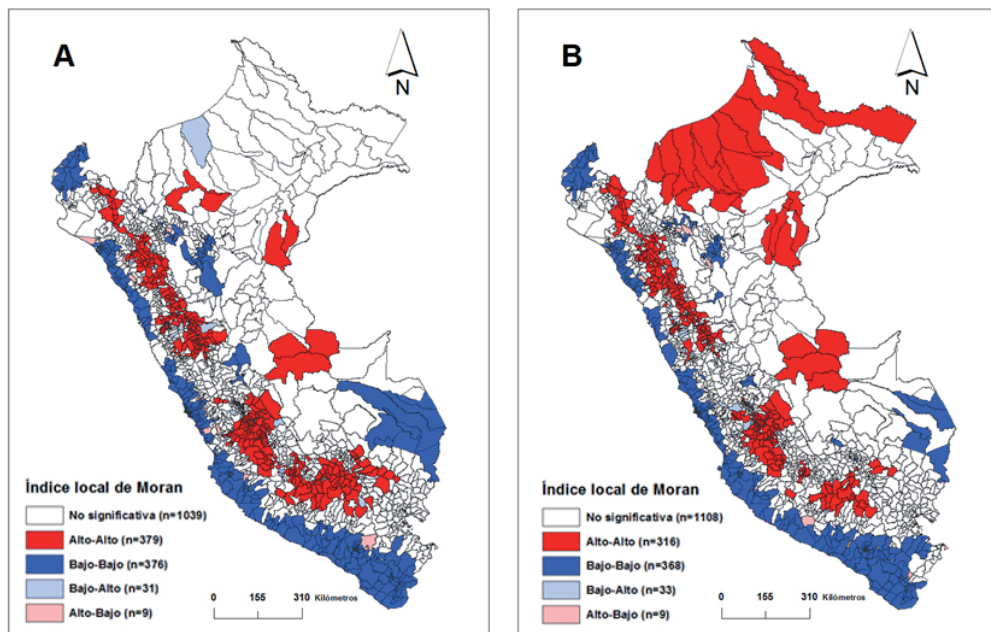 A
N
Índice local de Moran
No significativa (n=1039)
Alto-Alto (n=379)
Bajo-Bajo (n=376)
Bajo-Alto (n=31)
Alto-Bajo (n=9)
0 155 310 Kilómetros
B
N
Índice local de Moran
No significativa (n=1108)
Alto-Alto (n=316)
Bajo-Bajo (n=368)
Bajo-Alto (n=33)
Alto-Bajo (n=9)
0 155 310 Kilómetros